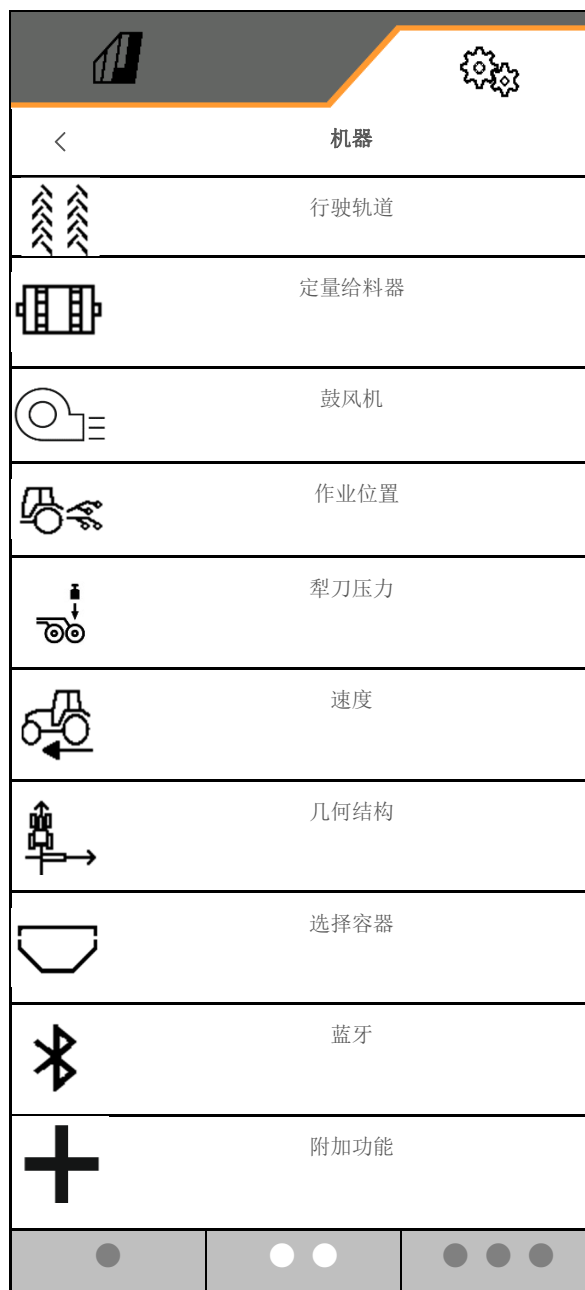 机器
行驶轨道
定量给料器
鼓风机
作业位置
犁刀压力
速度
几何结构
选择容器
蓝牙
附加功能